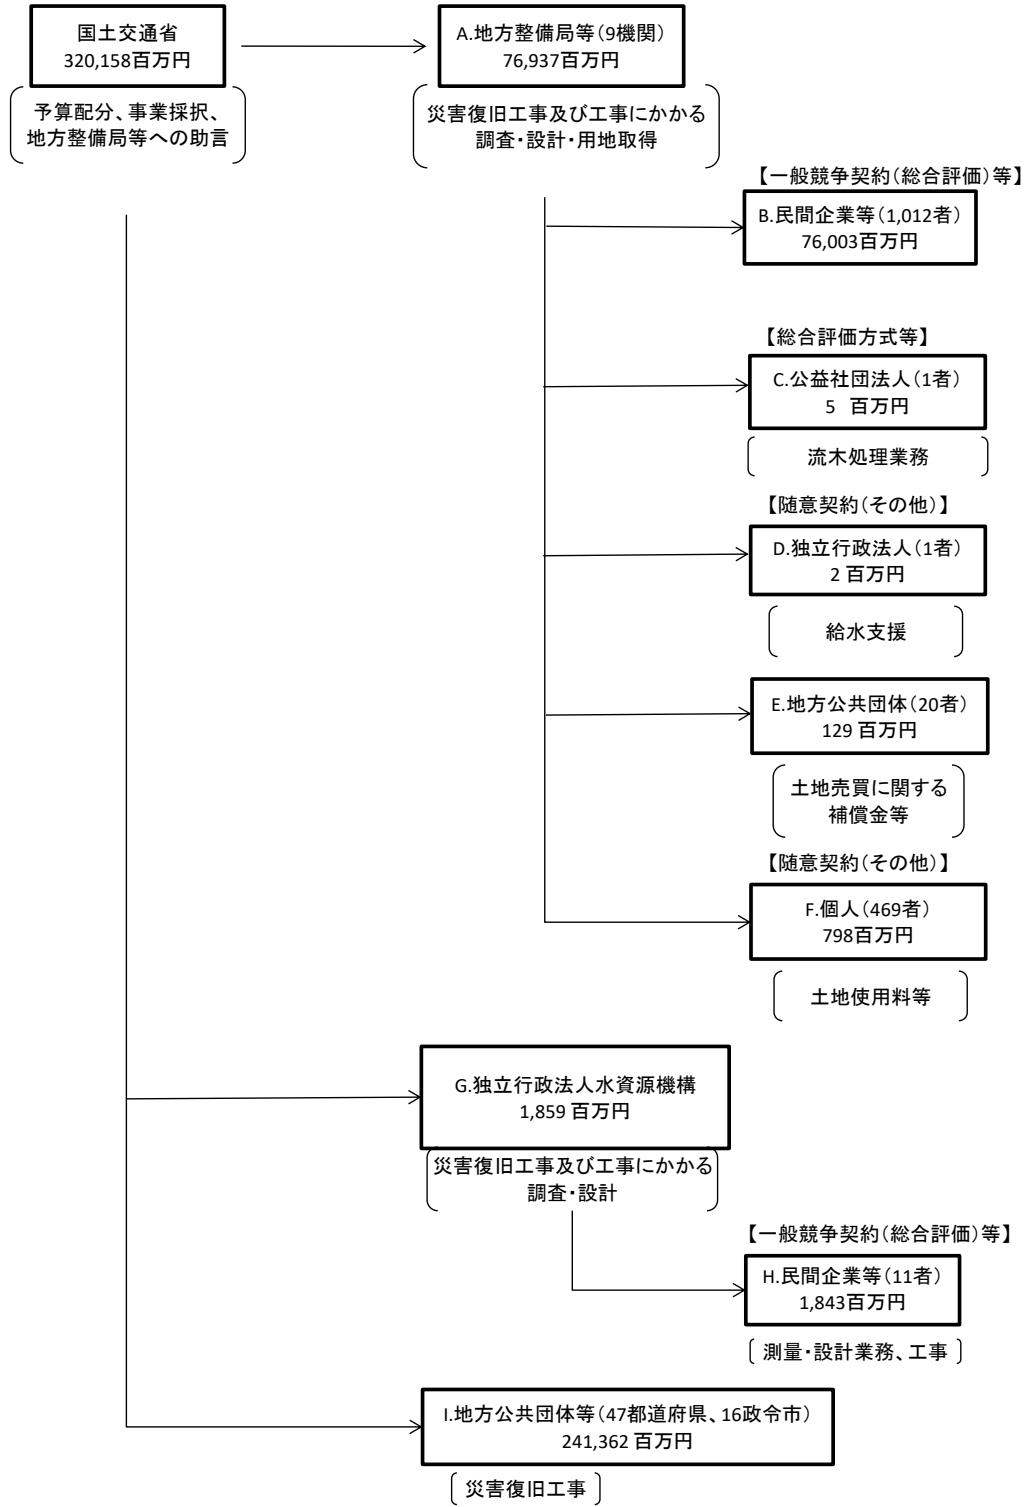 国土交通省
320,158百万円
予算配分、事業採択、
地方整備局等への助言
A.地方整備局等(9機関)
76,937百万円
災害復旧工事及び工事にかかる
調査・設計・用地取得
【一般競争契約(総合評価)等】
B.民間企業等(1,012者)
76,003百万円
【総合評価方式等】
C.公益社団法人(1者)
5 百万円
流木処理業務
【随意契約(その他)】
D.独立行政法人(1者)
2 百万円
給水支援
E.地方公共団体(20者)
129 百万円
土地売買に関する
補償金等
【随意契約(その他)】
F.個人(469者)
798百万円
土地使用料等
G.独立行政法人水資源機構
1,859 百万円
災害復旧工事及び工事にかかる
調査・設計
【一般競争契約(総合評価)等】
H.民間企業等(11者)
1,843百万円
測量・設計業務、工事
I.地方公共団体等(47都道府県、16政令市)
241,362 百万円
災害復旧工事